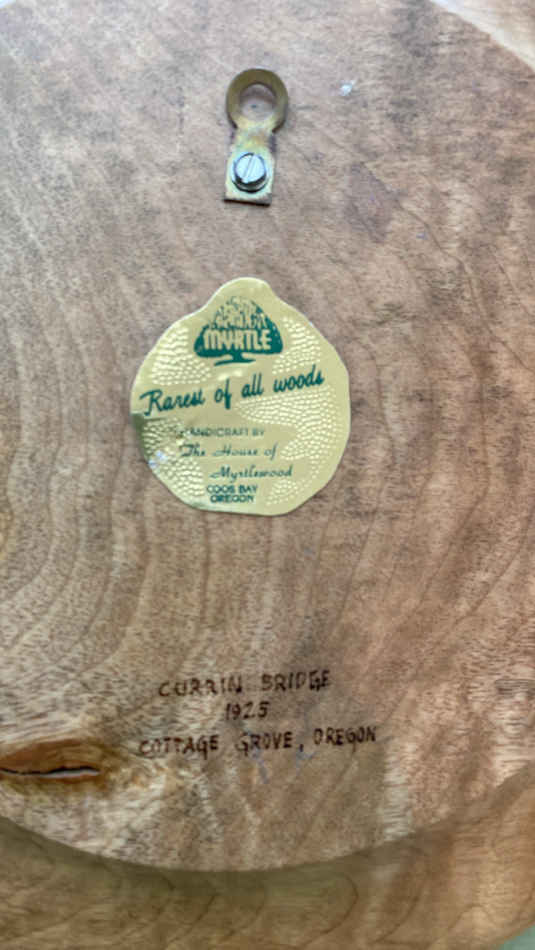 MYRTLE
Rarest of all woods
HANDICRAFT BY
The House of
Myrtlewood
COOS BAY
OREGON
CURRIN BRIDGE
1925
COTTAGE GROVE, OREGON